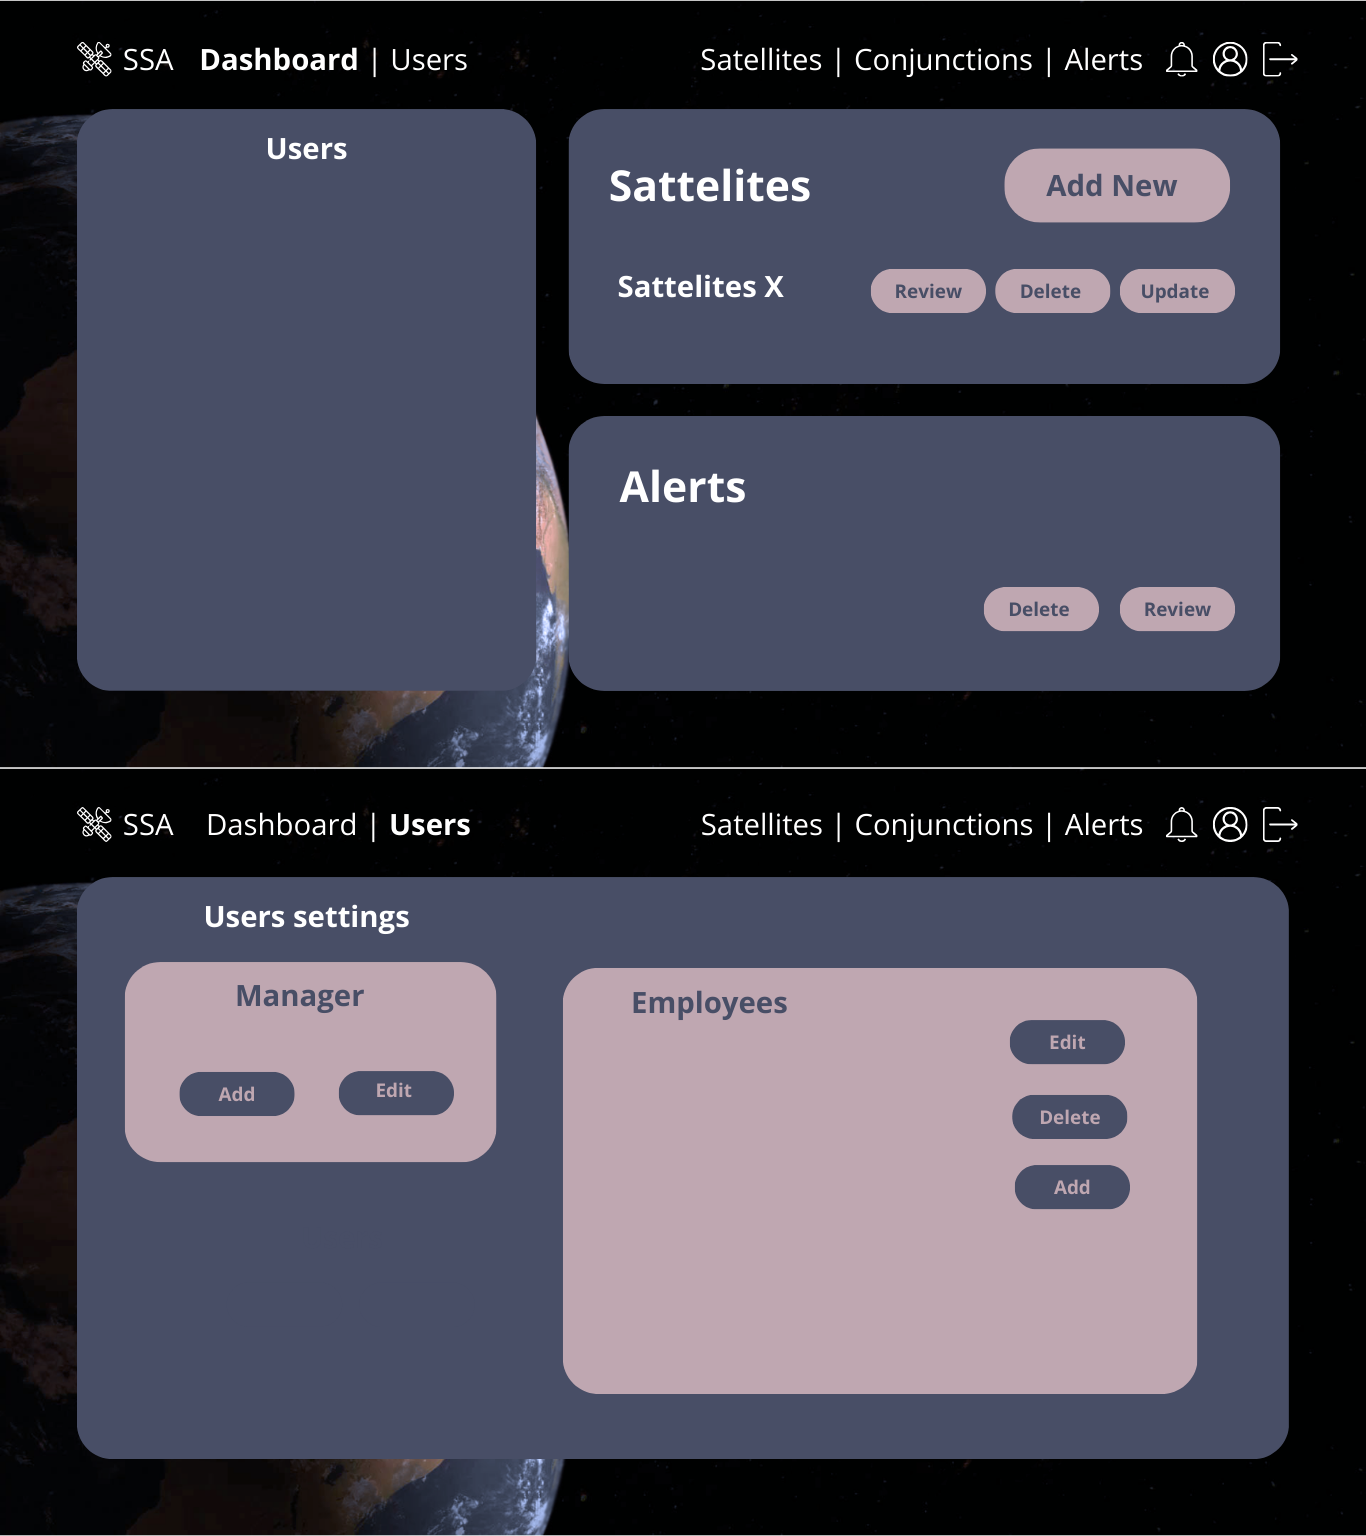 SSA Dashboard | Users Satellites | Conjunctions | Alerts
Users
Sattelites
Add New
Sattelites X
Review
Delete
Update
Alerts
Delete
Review
SSA Dashboard | Users Satellites | Conjunctions | Alerts
Users settings
Manager
Add
Edit
Employees
Edit
Delete
Add